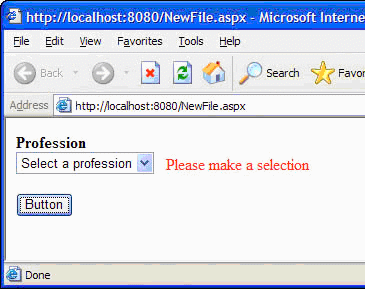 http://localhost:8080/NewFile.aspx - Microsoft Interne
File Edit View Favorites Tools Help
Back Search Favor
Address http://localhost:8080/NewFile.aspx
Profession
Select a profession Please make a selection
Button
Done